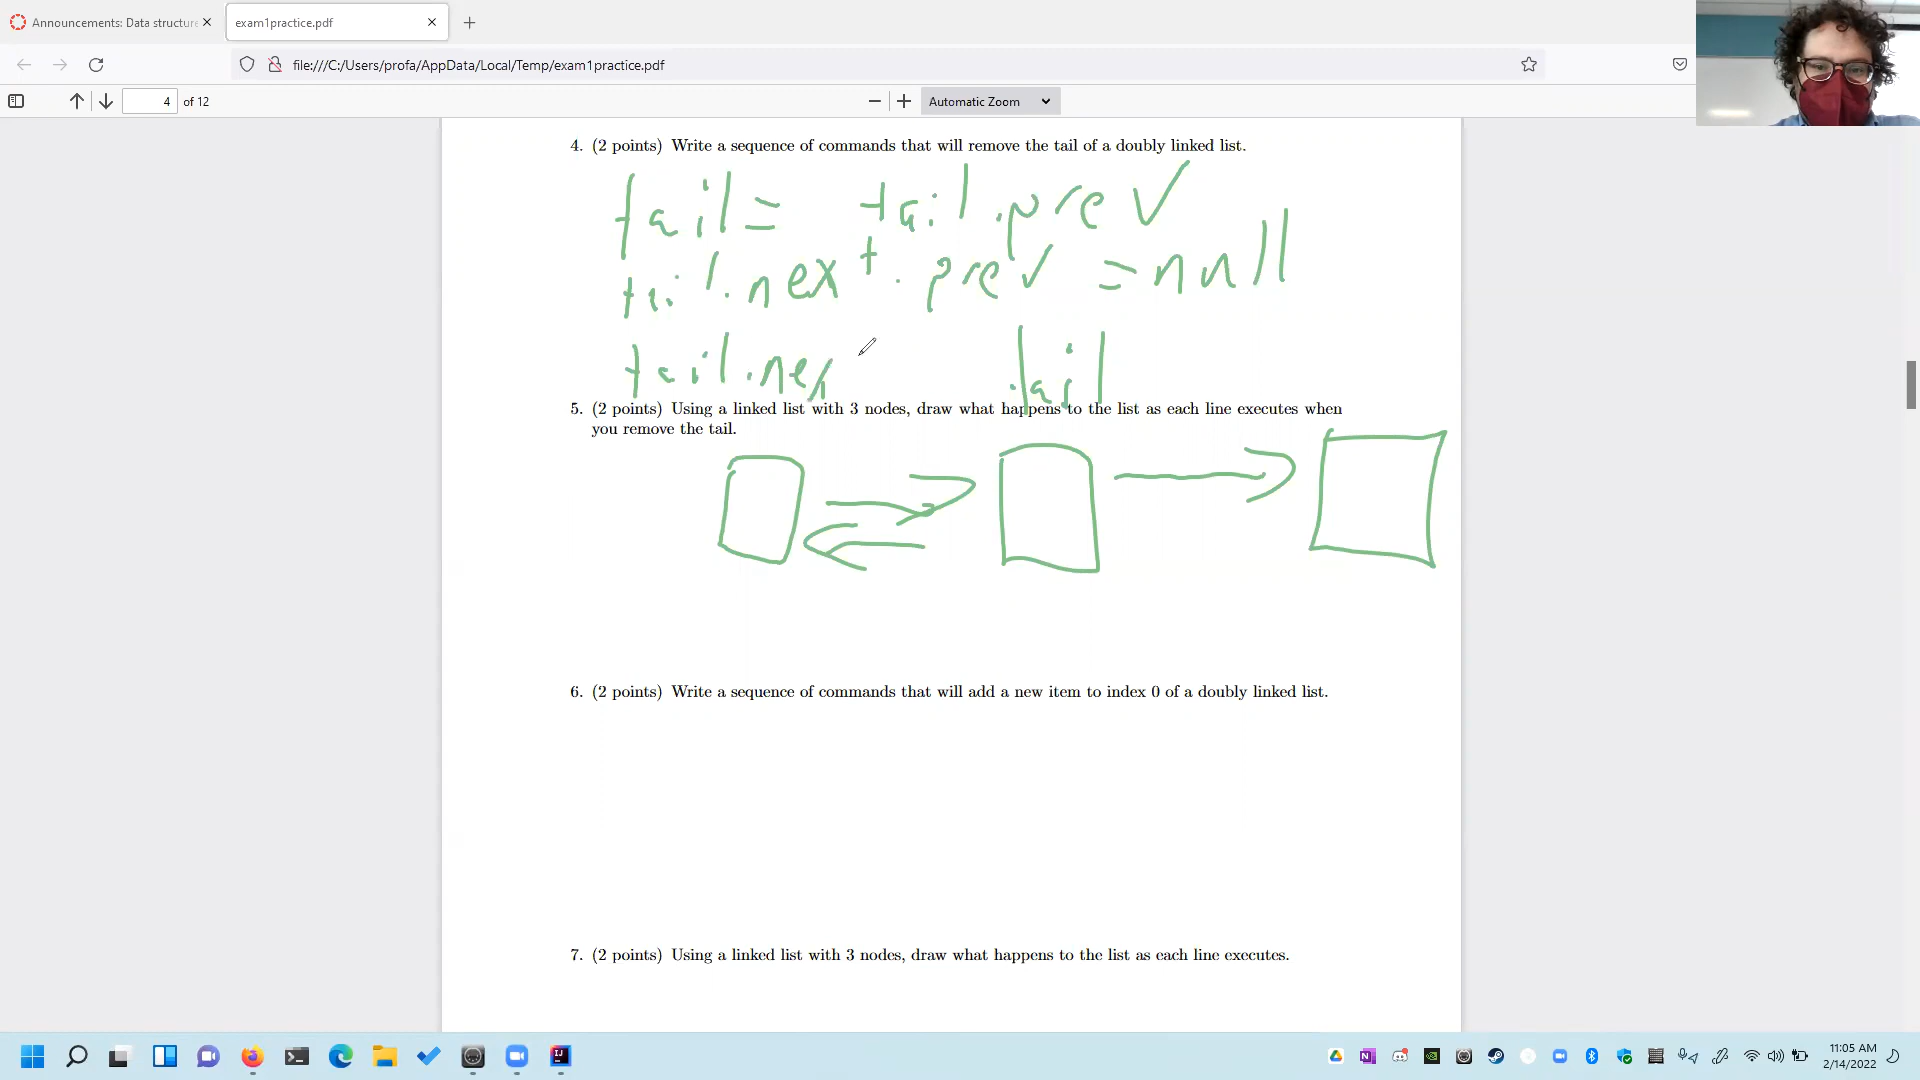 Announcements: Data structure
exam1practice.pdf
file:///C:/Users/profa/AppData/Local/Temp/exam1practice.pdf
4 of 12
Automatic Zoom
4. (2 points) Write a sequence of commands that will remove the tail of a doubly linked list.
tail = tail.prev
tail.next.prev = null
tail.nex
tail
5. (2 points) Using a linked list with 3 nodes, draw what happens to the list as each line executes when
you remove the tail.
6. (2 points) Write a sequence of commands that will add a new item to index 0 of a doubly linked list.
7. (2 points) Using a linked list with 3 nodes, draw what happens to the list as each line executes.
11:05 AM
2/14/2022